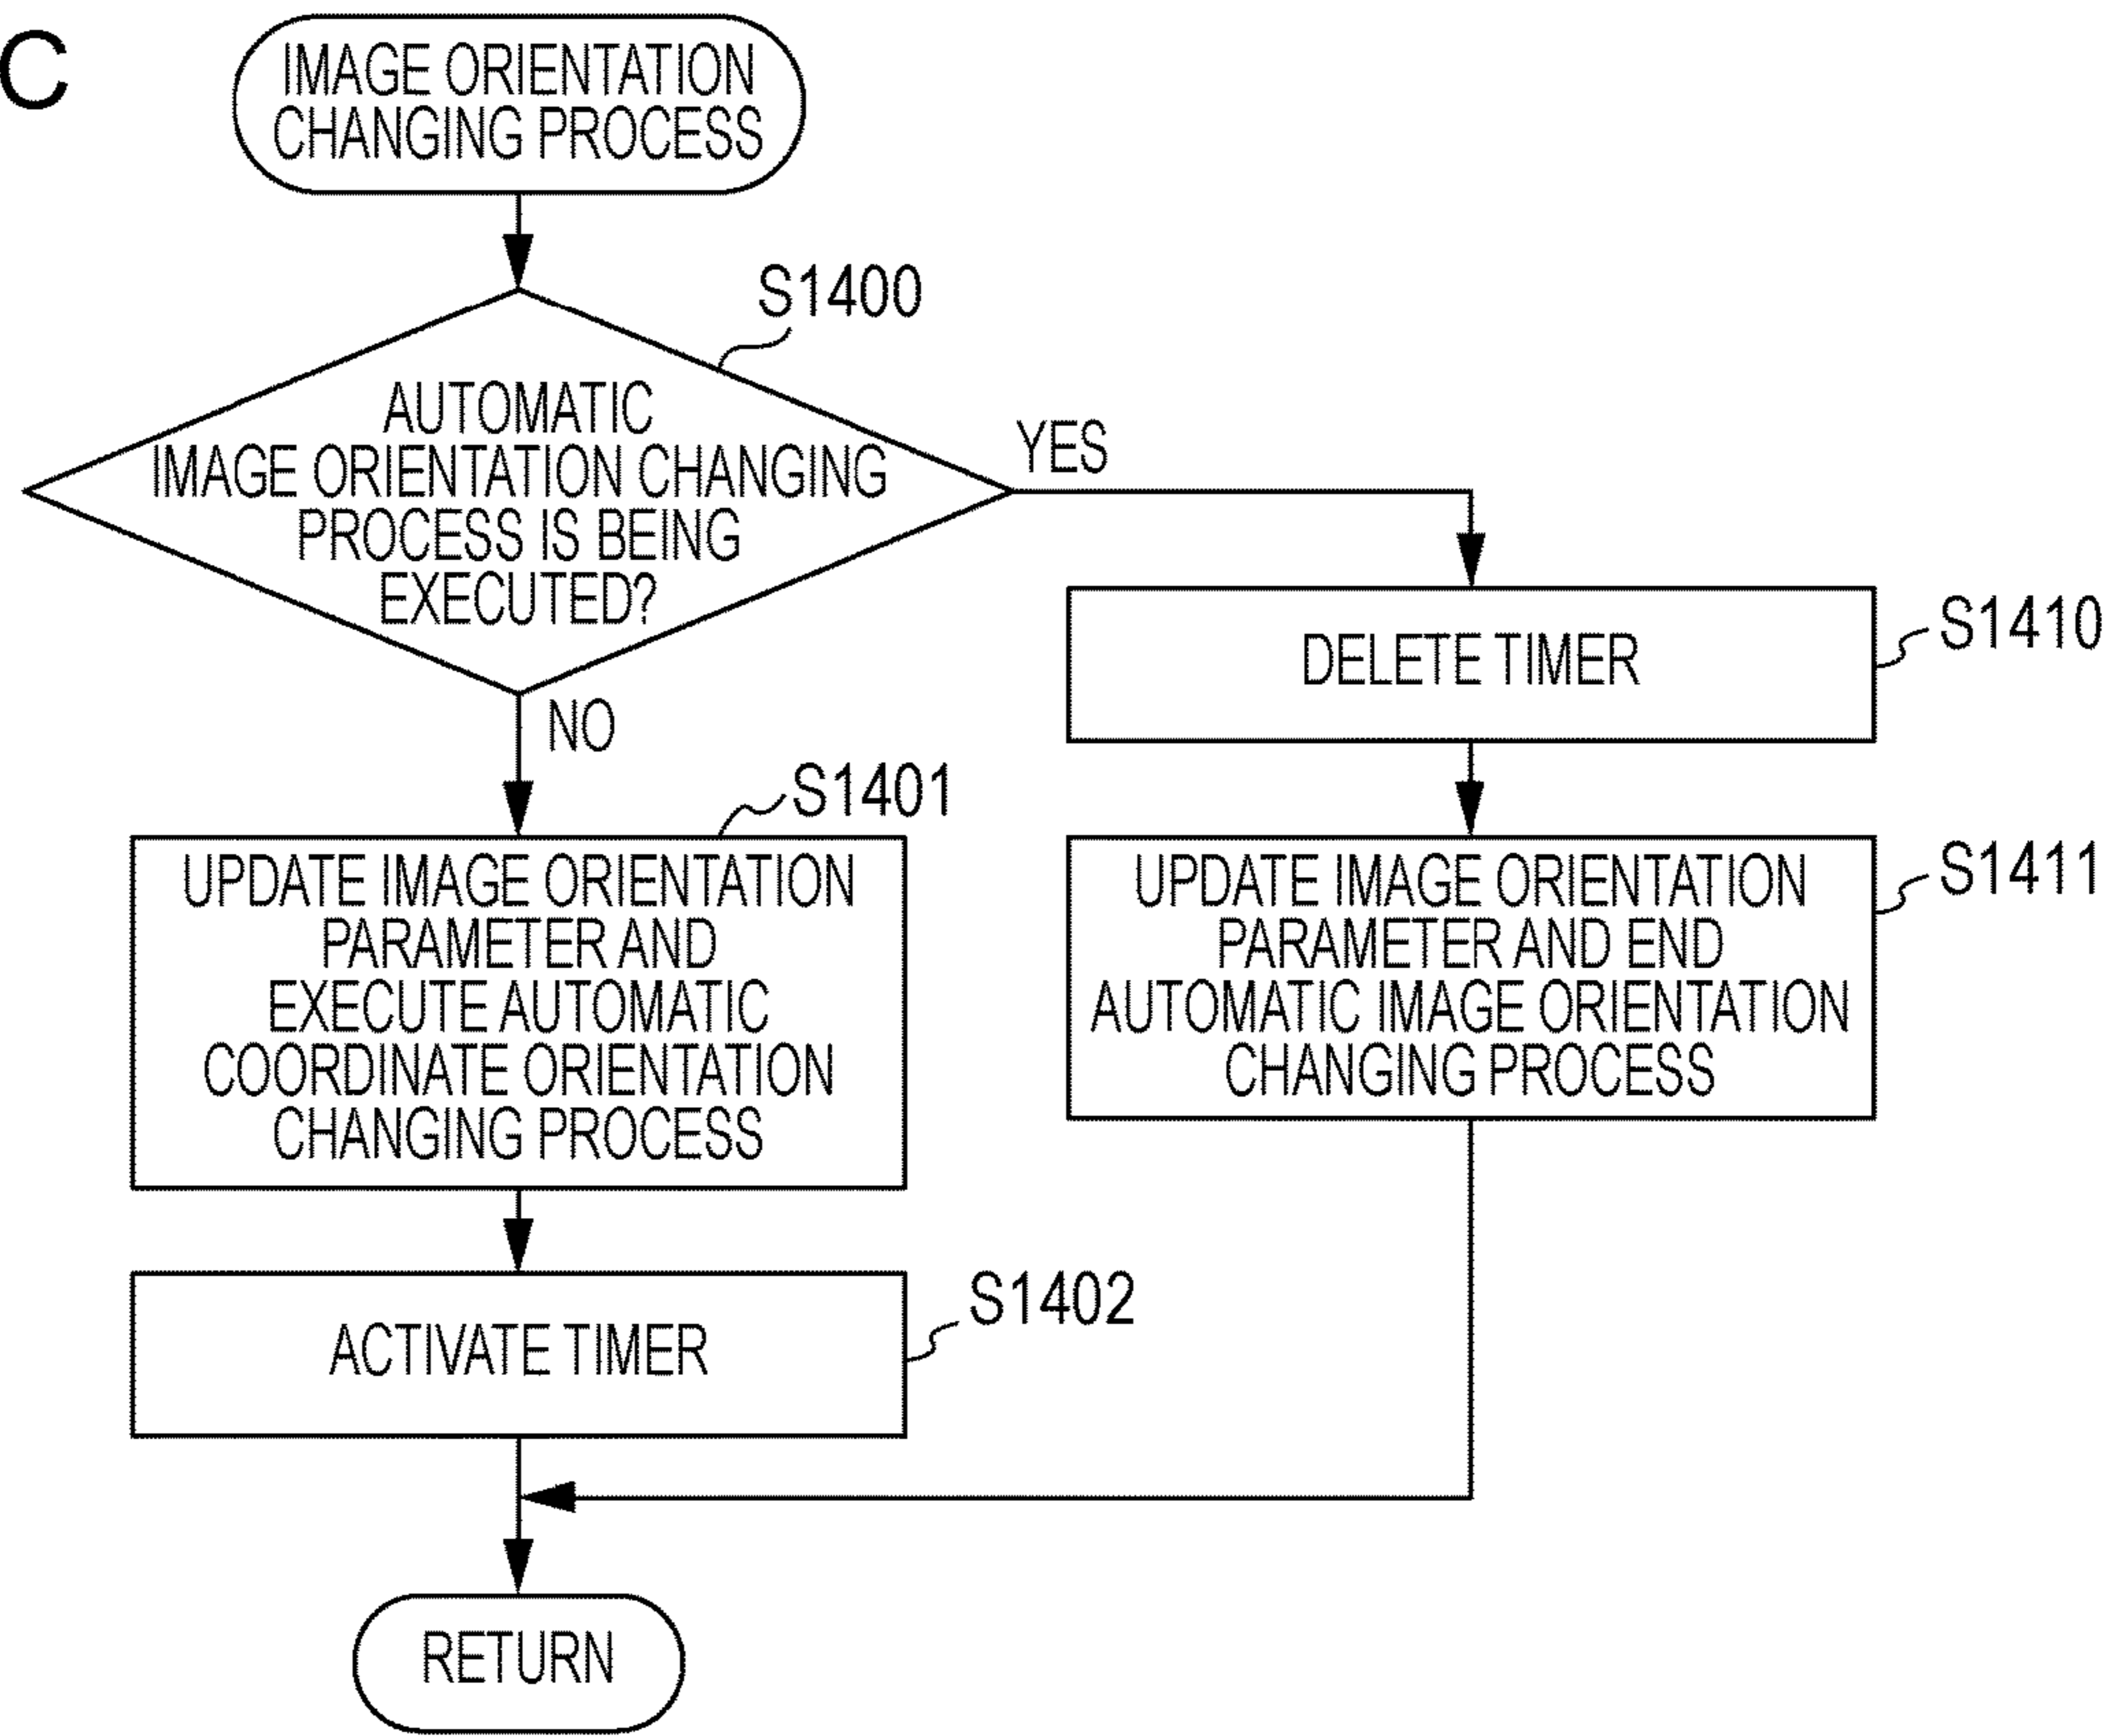 C
IMAGE ORIENTATION
CHANGING PROCESS
S1400
AUTOMATIC
IMAGE ORIENTATION CHANGING
PROCESS IS BEING
EXECUTED?
YES
NO
S1410
DELETE TIMER
S1401
UPDATE IMAGE ORIENTATION
PARAMETER AND
EXECUTE AUTOMATIC
COORDINATE ORIENTATION
CHANGING PROCESS
S1411
UPDATE IMAGE ORIENTATION
PARAMETER AND END
AUTOMATIC IMAGE ORIENTATION
CHANGING PROCESS
S1402
ACTIVATE TIMER
RETURN